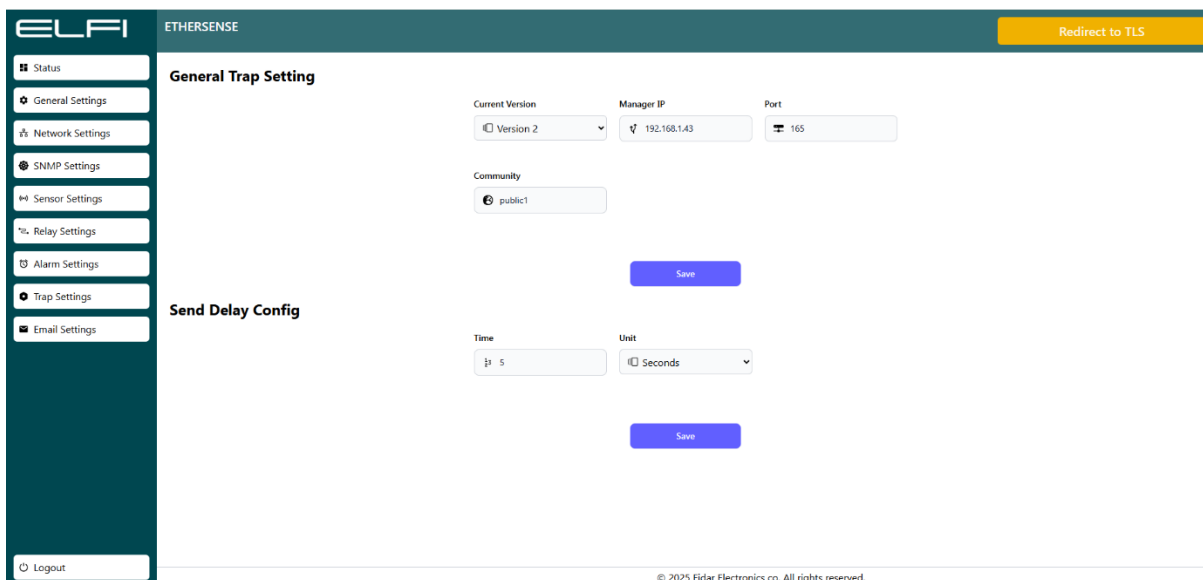 ELFI
ETHERSENSE
Redirect to TLS
Status
General Settings
Network Settings
SNMP Settings
Sensor Settings
Relay Settings
Alarm Settings
Trap Settings
Email Settings
Logout
General Trap Setting
Current Version
Manager IP
Port
Version 2
192.168.1.43
165
Community
public1
Save
Send Delay Config
Time
Unit
5
Seconds
Save
© 2025 Fidar Electronics co. All rights reserved.